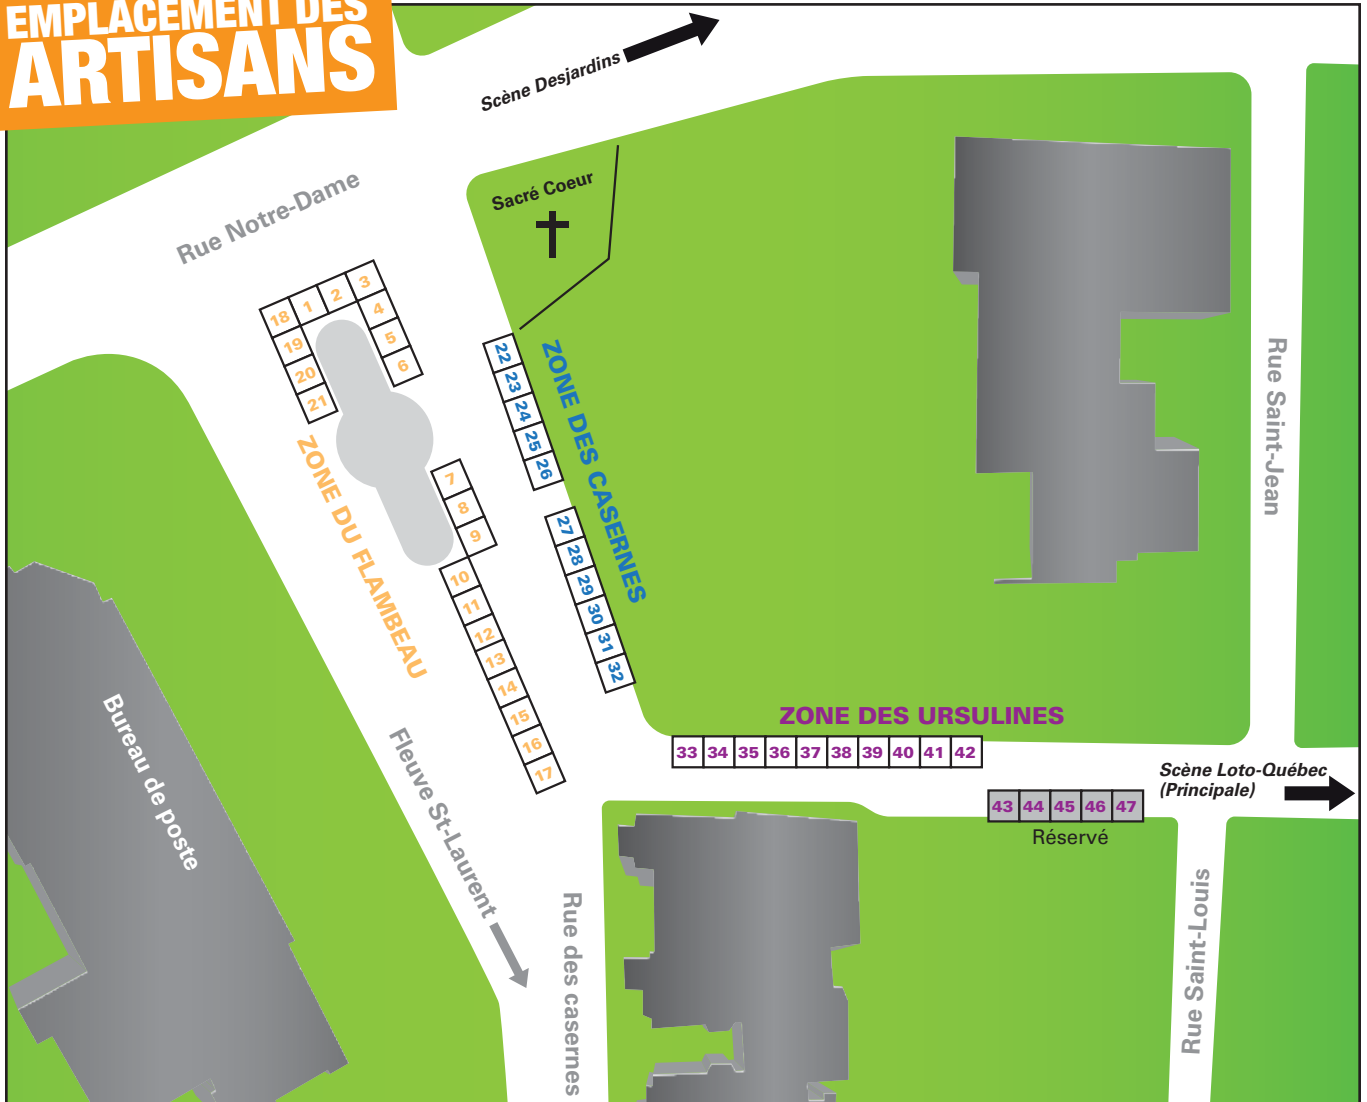 EMPLACEMENT DES
ARTISANS
Scène Desjardins
Rue Notre-Dame
Sacré Coeur
18 1 2 3
19 4
20 5
21 6
7
8
9
10
11
12
13
14
15
16
17
ZONE DU FLAMBEAU
22
23
24
25
26
27
28
29
30
31
32
ZONE DES CASERNES
Rue Saint-Jean
ZONE DES URSULINES
33 34 35 36 37 38 39 40 41 42
Scène Loto-Québec
(Principale)
43 44 45 46 47
Réservé
Bureau de poste
Fleuve St-Laurent
Rue des casernes
Rue Saint-Louis